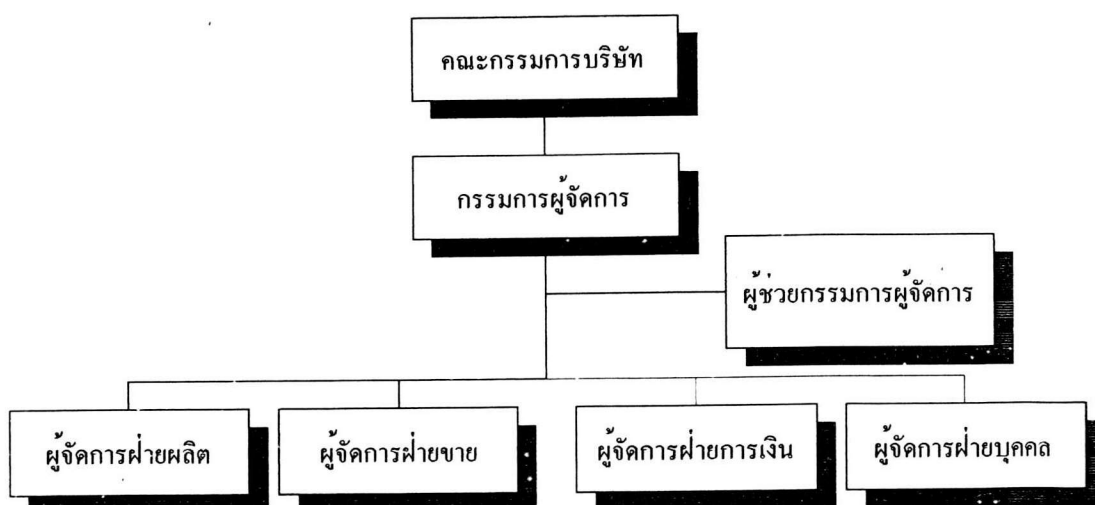 คณะกรรมการบริษัท
กรรมการผู้จัดการ
ผู้ช่วยกรรมการผู้จัดการ
ผู้จัดการฝ่ายผลิต
ผู้จัดการฝ่ายขาย
ผู้จัดการฝ่ายการเงิน
ผู้จัดการฝ่ายบุคคล